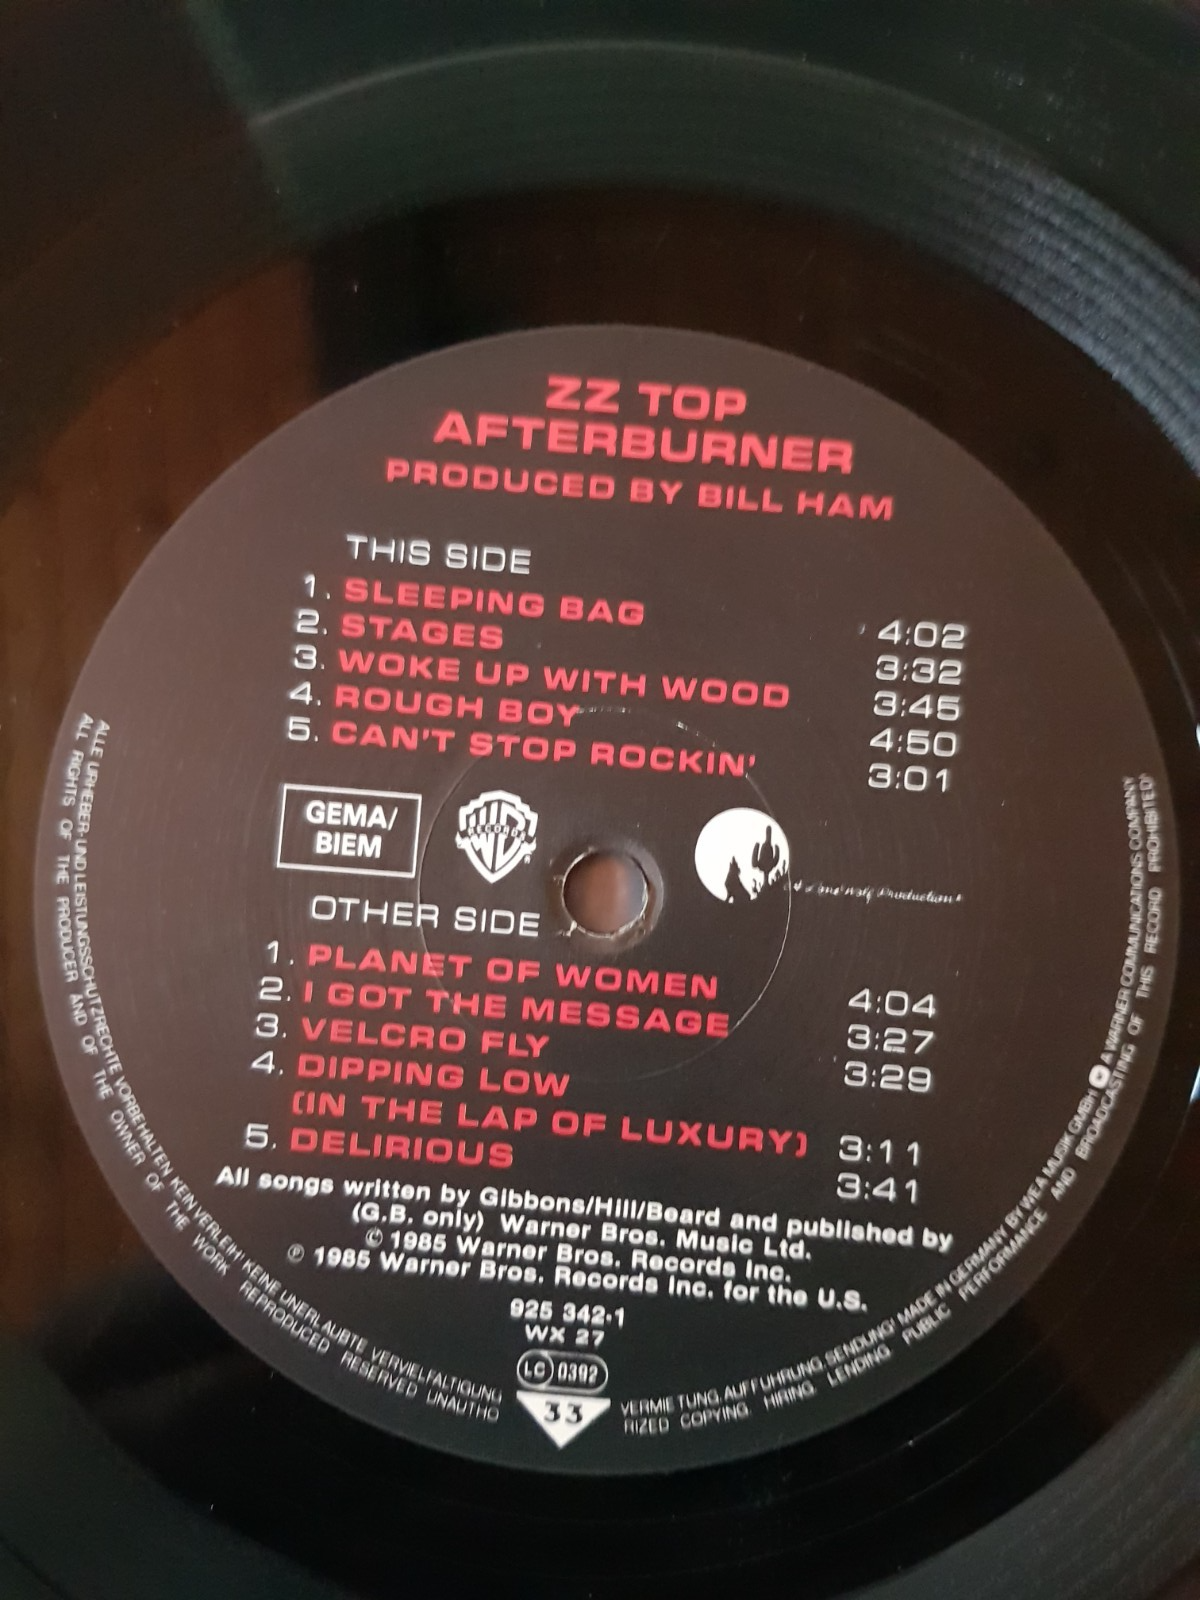 ZZ TOP
AFTERBURNER
PRODUCED BY BILL HAM
THIS SIDE
1. SLEEPING BAG 4:02
2. STAGES 3:32
3. WOKE UP WITH WOOD 3:45
4. ROUGH BOY 4:50
5. CAN'T STOP ROCKIN' 3:01
GEMA/
BIEM
RECORDS
A Lone Wolf Production
OTHER SIDE
1. PLANET OF WOMEN 4:04
2. I GOT THE MESSAGE 3:27
3. VELCRO FLY 3:29
4. DIPPING LOW
(IN THE LAP OF LUXURY) 3:11
5. DELIRIOUS 3:41
All songs written by Gibbons/Hill/Beard and published by
(G.B. only) Warner Bros. Music Ltd.
© 1985 Warner Bros. Records Inc.
℗ 1985 Warner Bros. Records Inc. for the U.S.
925 342-1
WX 27
LC 0392
33
ALLE URHEBER- UND LEISTUNGSSCHUTZRECHTE VORBEHALTEN KEIN VERLEIH' KEINE UNERLAUBTE VERVIELFALTIGUNG VERMIETUNG, AUFFUHRUNG, SENDUNG' MADE IN GERMANY BY WEA MUSIK GMBH A WARNER COMMUNICATIONS COMPANY
ALL RIGHTS OF THE PRODUCER AND OF THE OWNER OF THE WORK REPRODUCED RESERVED UNAUTHORIZED COPYING HIRING, LENDING PUBLIC PERFORMANCE AND BROADCASTING OF THIS RECORD PROHIBITED'